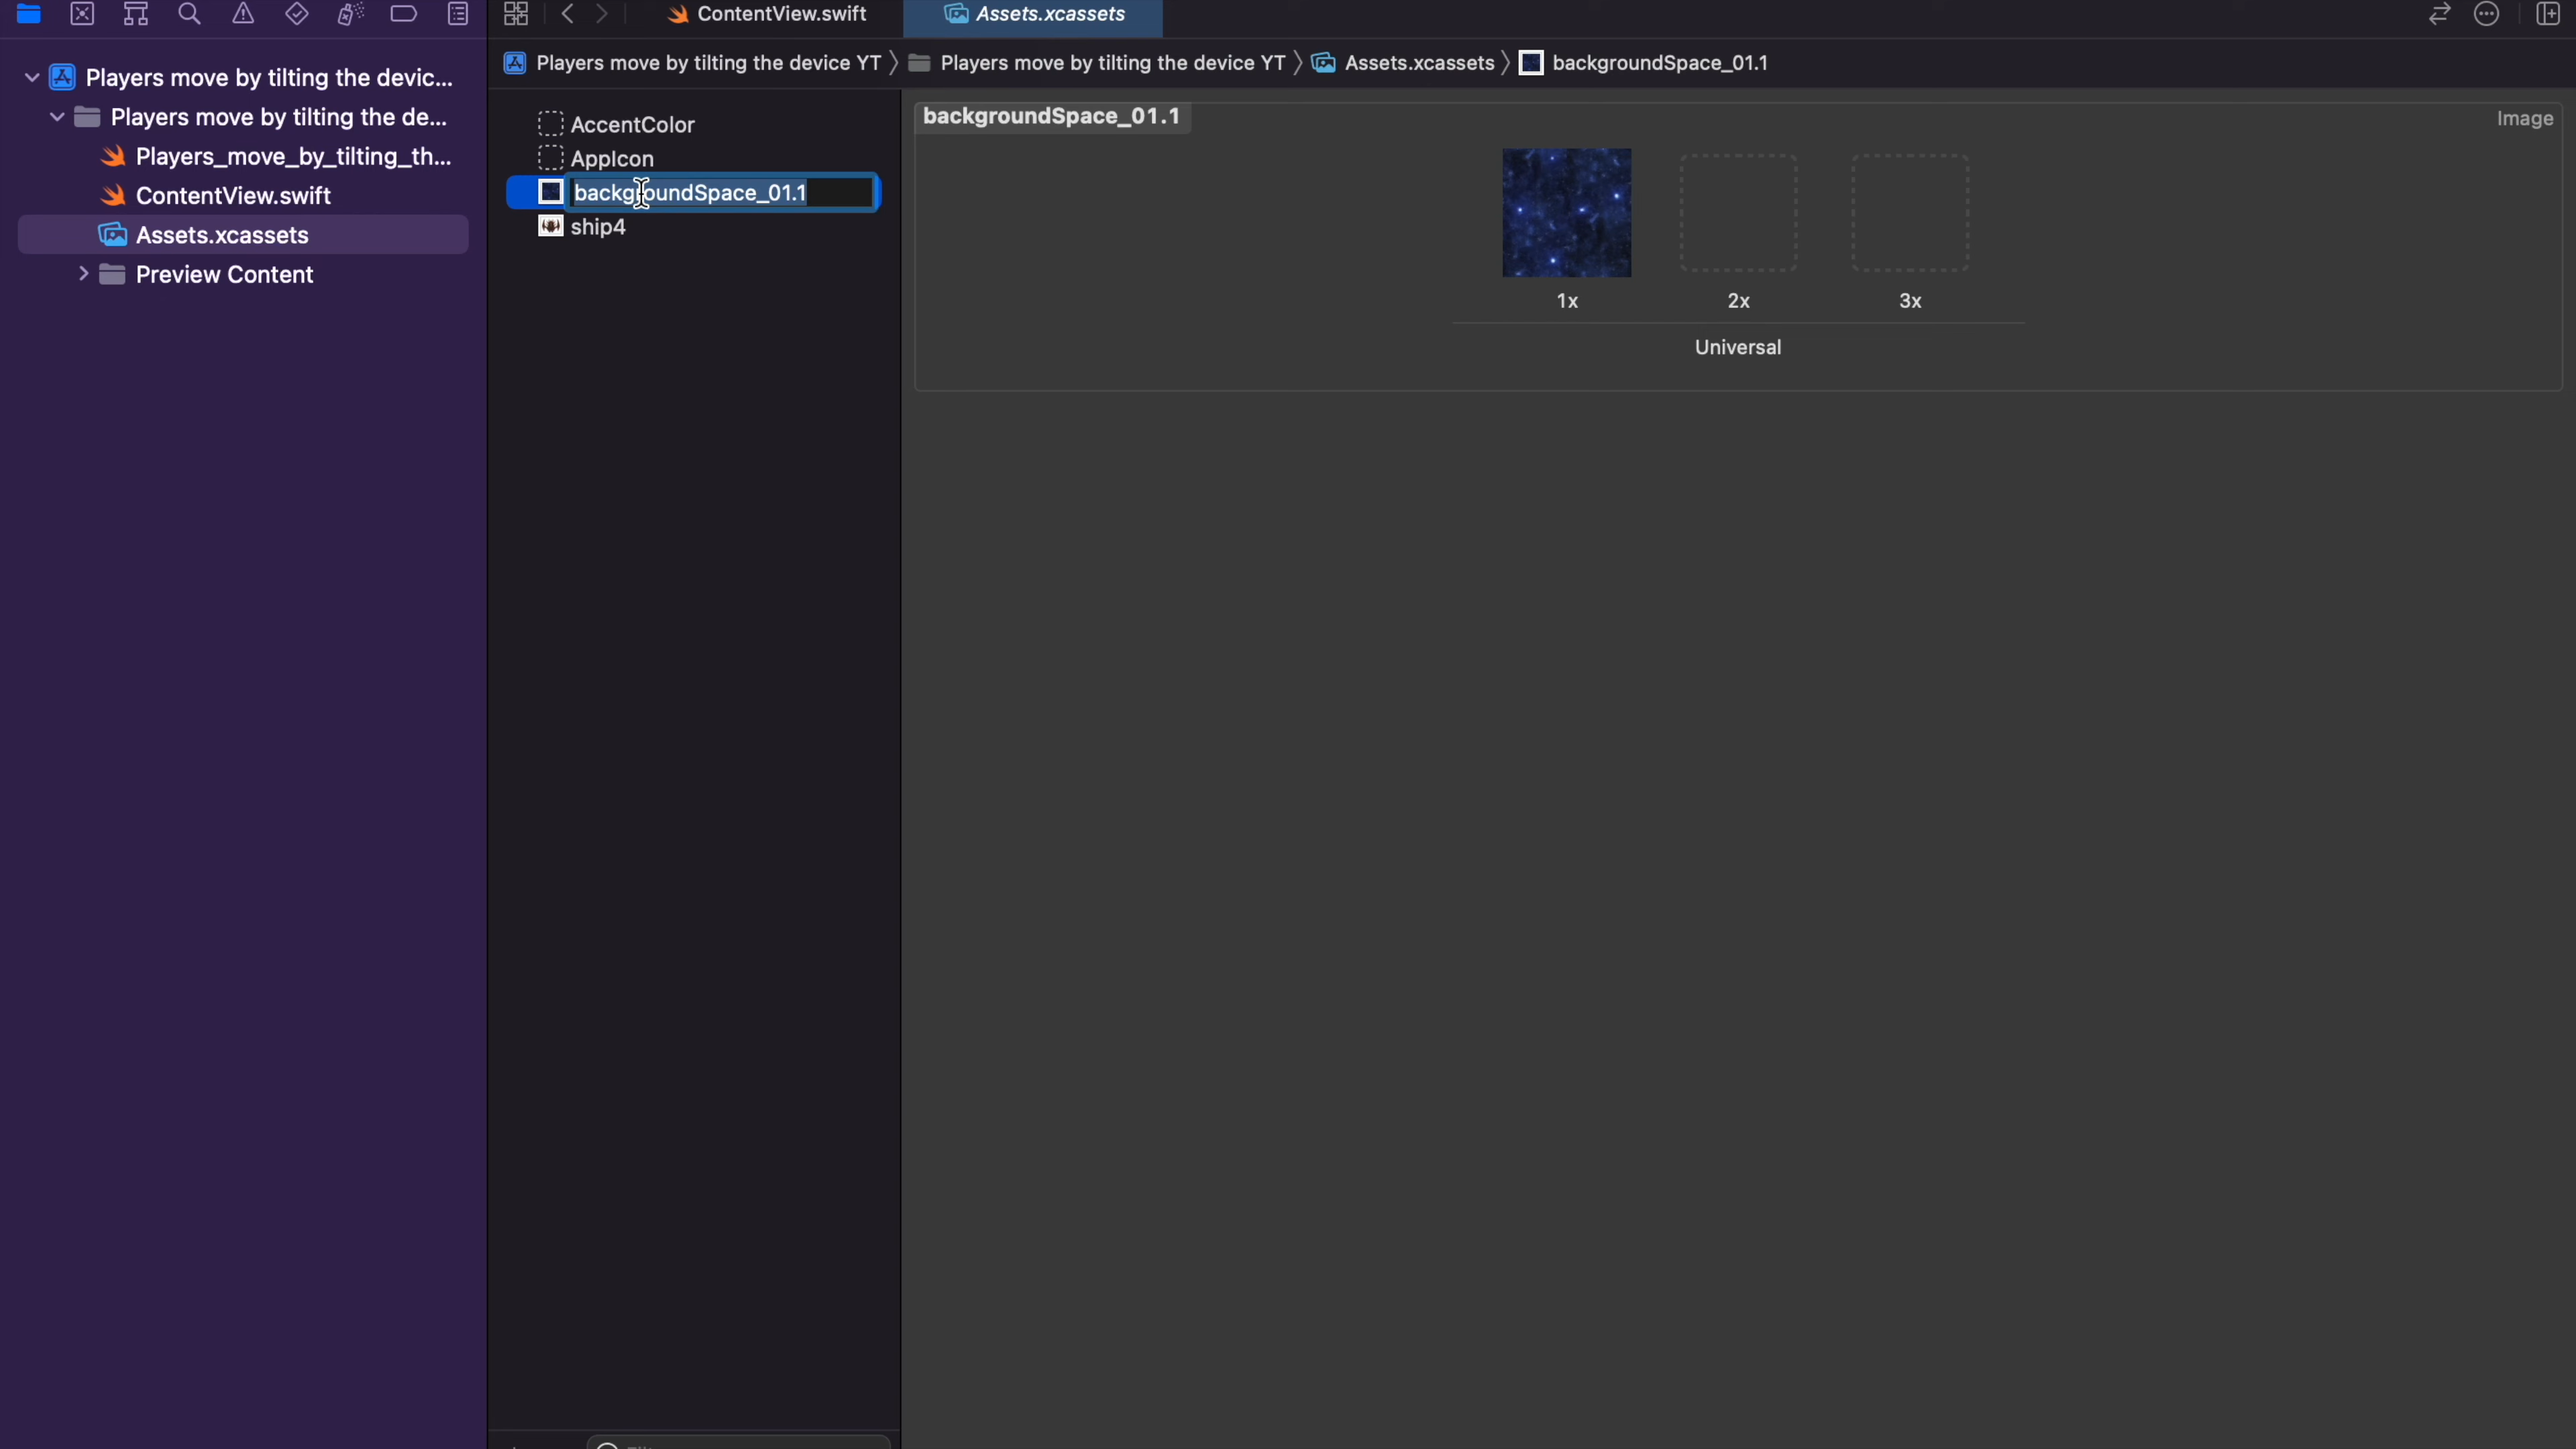 ContentView.swift
Assets.xcassets
Players move by tilting the device YT
Players move by tilting the device YT
Assets.xcassets
backgroundSpace_01.1
Players move by tilting the devic...
Players move by tilting the de...
Players_move_by_tilting_th...
ContentView.swift
Assets.xcassets
Preview Content
AccentColor
AppIcon
backgroundSpace_01.1
ship4
backgroundSpace_01.1
Image
1x
2x
3x
Universal